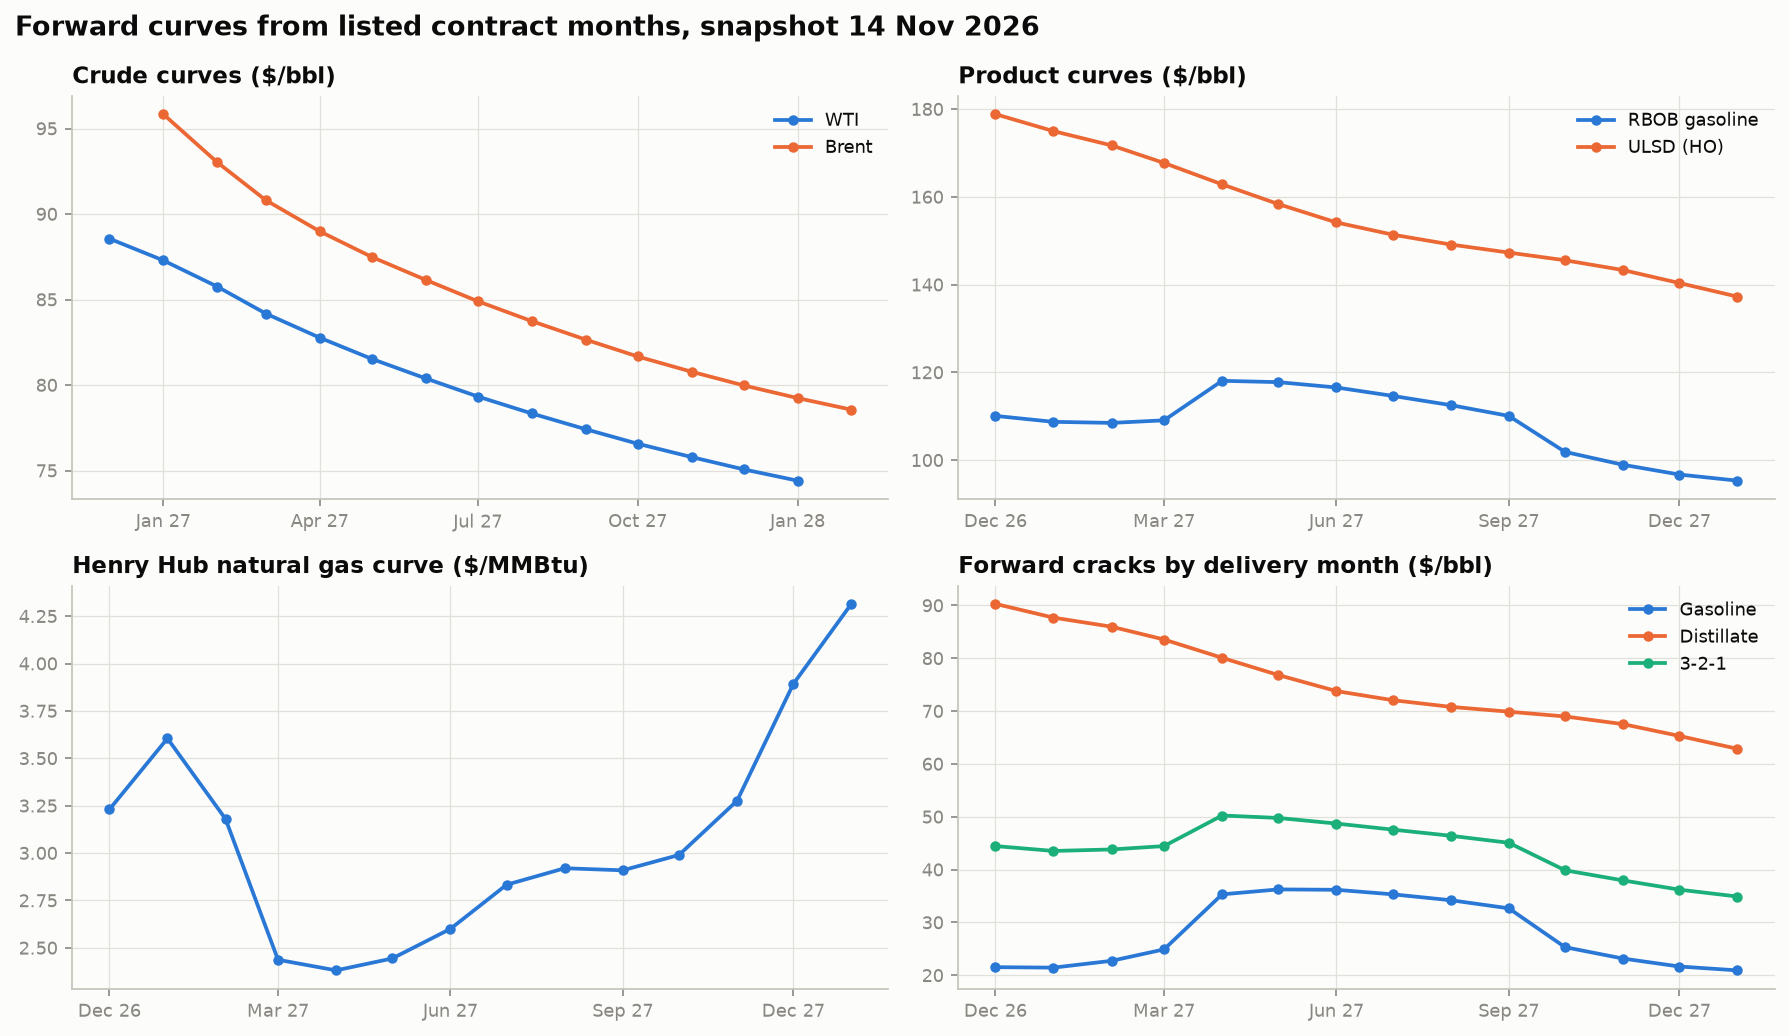 Forward curves from listed contract months, snapshot 14 Nov 2026
Crude curves ($/bbl)
WTI
Brent
95
90
85
80
75
Jan 27
Apr 27
Jul 27
Oct 27
Jan 28
Product curves ($/bbl)
RBOB gasoline
ULSD (HO)
180
160
140
120
100
Dec 26
Mar 27
Jun 27
Sep 27
Dec 27
Henry Hub natural gas curve ($/MMBtu)
4.25
4.00
3.75
3.50
3.25
3.00
2.75
2.50
Dec 26
Mar 27
Jun 27
Sep 27
Dec 27
Forward cracks by delivery month ($/bbl)
Gasoline
Distillate
3-2-1
90
80
70
60
50
40
30
20
Dec 26
Mar 27
Jun 27
Sep 27
Dec 27